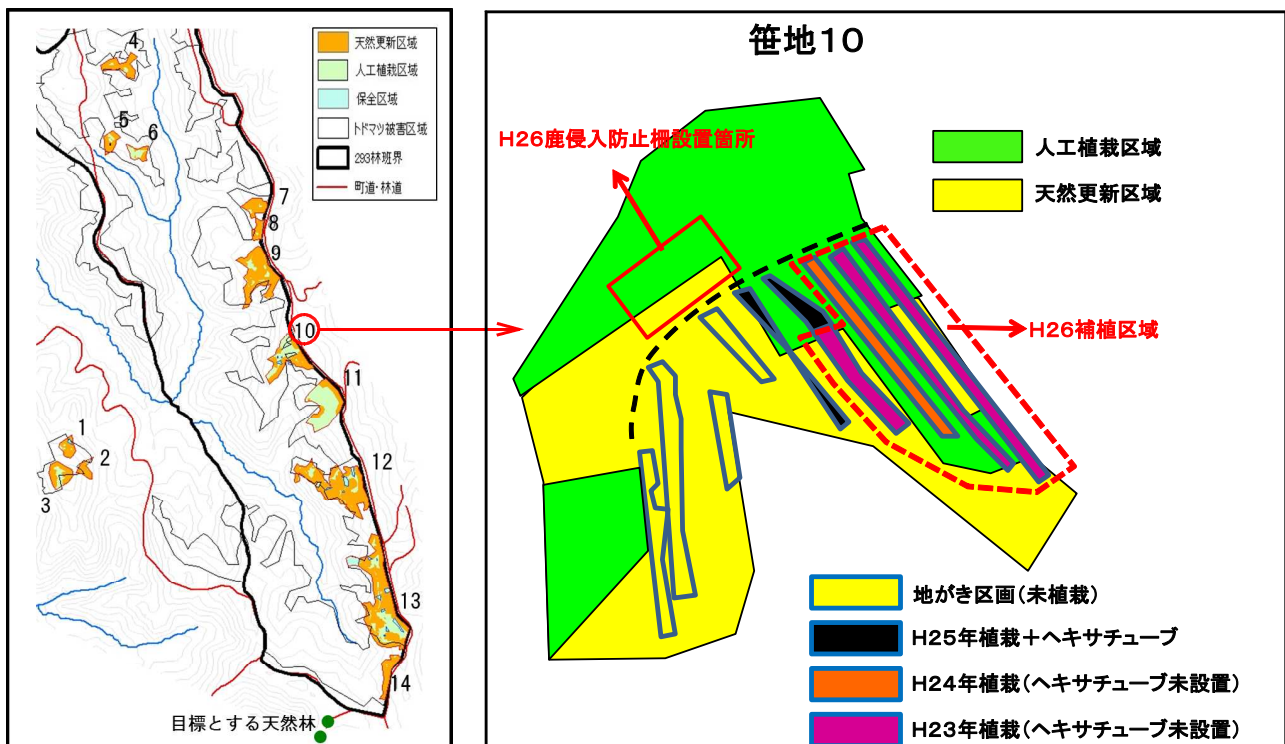 天然更新区域
人工植栽区域
保全区域
トドマツ被害区域
293林班界
町道・林道
4
5
6
7
8
9
10
11
1
2
3
12
13
14
目標とする天然林
笹地10
H26鹿侵入防止柵設置箇所
人工植栽区域
天然更新区域
H26補植区域
地がき区画(未植栽)
H25年植栽+ヘキサチューブ
H24年植栽(ヘキサチューブ未設置)
H23年植栽(ヘキサチューブ未設置)